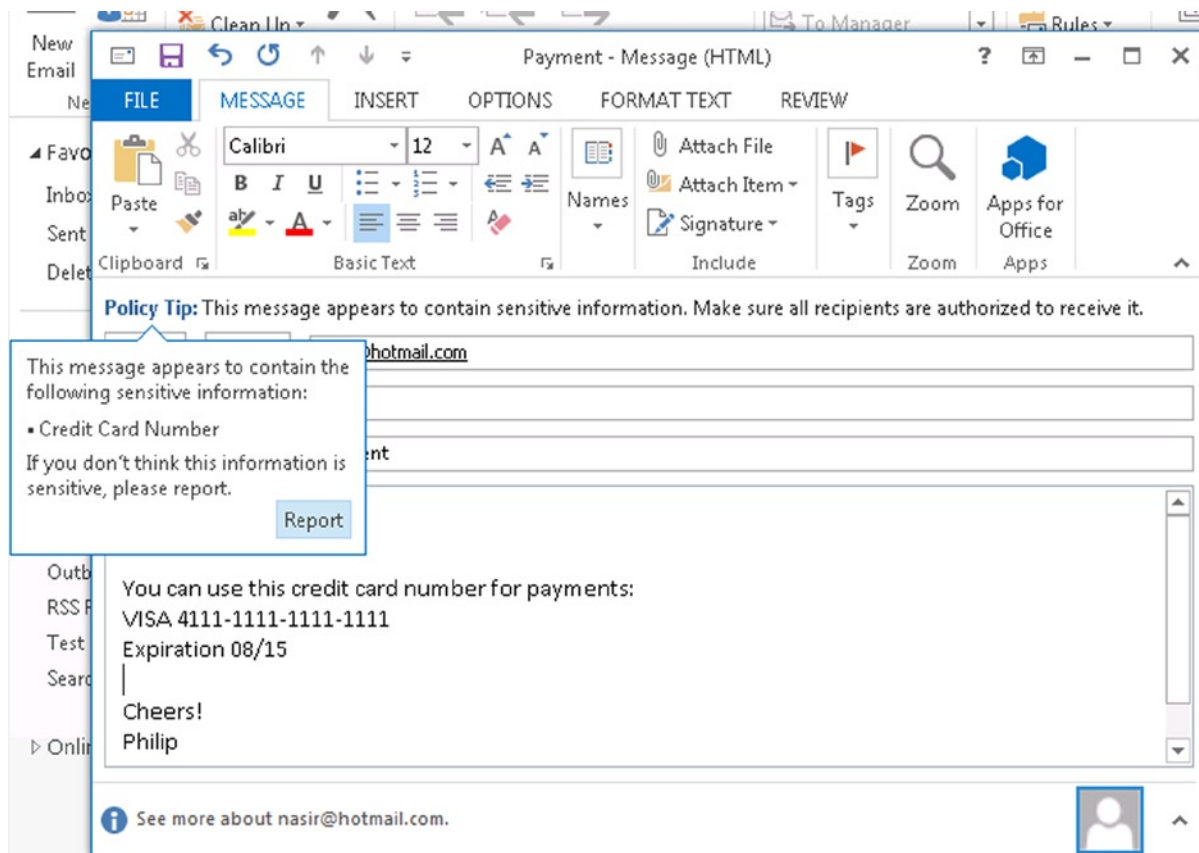 Clean Up
To Manager
Rules
New
Email
Ne
Payment - Message (HTML)
?
FILE MESSAGE INSERT OPTIONS FORMAT TEXT REVIEW
Calibri 12 A A
Attach File
B I U
Attach Item
Paste
Names
Tags
Zoom
Apps for
Office
ab A
Signature
Clipboard Basic Text Include Zoom Apps
Favo
Inbox
Sent
Delet
Policy Tip: This message appears to contain sensitive information. Make sure all recipients are authorized to receive it.
@hotmail.com
This message appears to contain the
following sensitive information:
▪ Credit Card Number
If you don't think this information is
sensitive, please report.
Report
ent
Outb
RSS F
Test
Searc
Onlin
You can use this credit card number for payments:
VISA 4111-1111-1111-1111
Expiration 08/15
Cheers!
Philip
See more about nasir@hotmail.com.